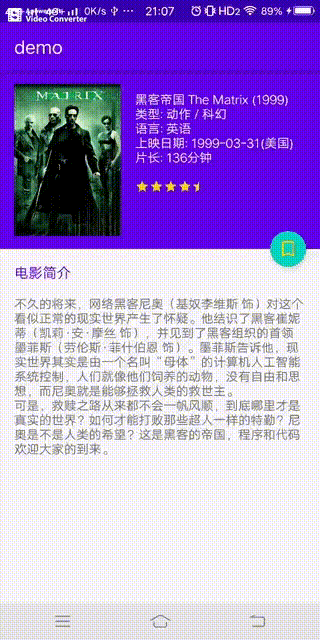 Video Converter
0K/s
21:07
HD2
89%
demo
MATRIX
黑客帝国 The Matrix (1999)
类型: 动作 / 科幻
语言: 英语
上映日期: 1999-03-31(美国)
片长: 136分钟
电影简介
不久的将来，网络黑客尼奥（基奴李维斯 饰）对这个
看似正常的现实世界产生了怀疑。他结识了黑客崔妮
蒂（凯莉·安·摩丝 饰），并见到了黑客组织的首领
墨菲斯（劳伦斯·菲什伯恩 饰）。墨菲斯告诉他，现
实世界其实是由一个名叫“母体”的计算机人工智能
系统控制，人们就像他们饲养的动物，没有自由和思
想，而尼奥就是能够拯救人类的救世主。
可是，救赎之路从来都不会一帆风顺，到底哪里才是
真实的世界？如何才能打败那些超人一样的特勤？尼
奥是不是人类的希望？这是黑客的帝国，程序和代码
欢迎大家的到来。